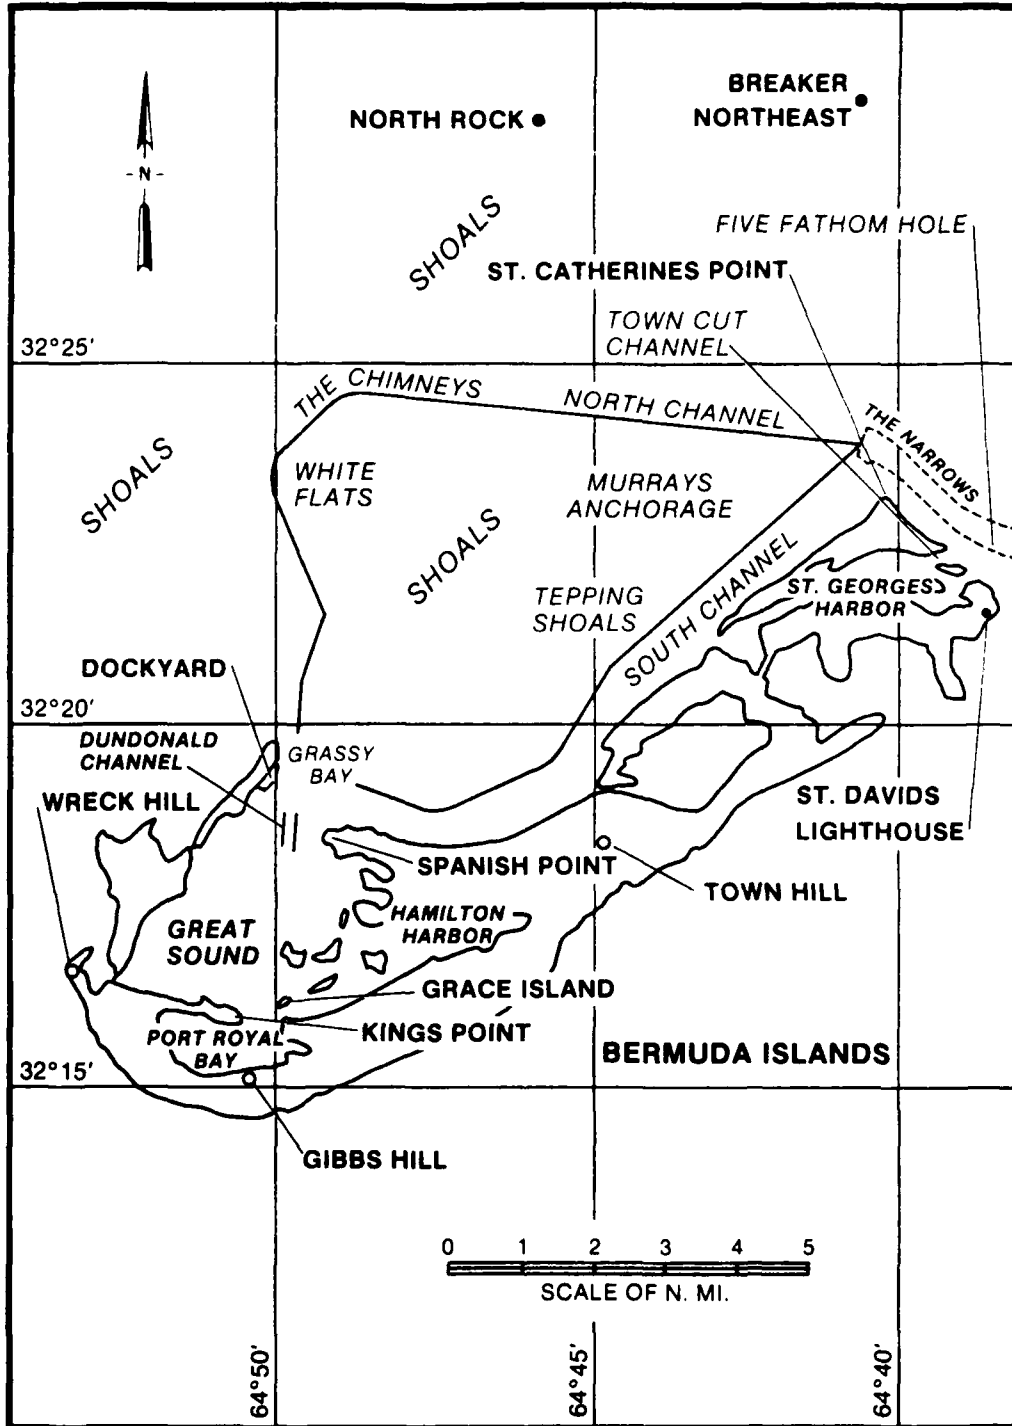 BREAKER
NORTHEAST
NORTH ROCK
- N -
SHOALS
FIVE FATHOM HOLE
ST. CATHERINES POINT
TOWN CUT
CHANNEL
32°25'
THE CHIMNEYS
NORTH CHANNEL
THE NARROWS
SHOALS
WHITE
FLATS
MURRAYS
ANCHORAGE
SHOALS
SOUTH CHANNEL
TEPPING
SHOALS
ST. GEORGES
HARBOR
DOCKYARD
32°20'
DUNDONALD
CHANNEL
GRASSY
BAY
WRECK HILL
ST. DAVIDS
LIGHTHOUSE
SPANISH POINT
TOWN HILL
GREAT
SOUND
HAMILTON
HARBOR
GRACE ISLAND
KINGS POINT
PORT ROYAL
BAY
BERMUDA ISLANDS
32°15'
GIBBS HILL
0 1 2 3 4 5
SCALE OF N. MI.
64°50'
64°45'
64°40'